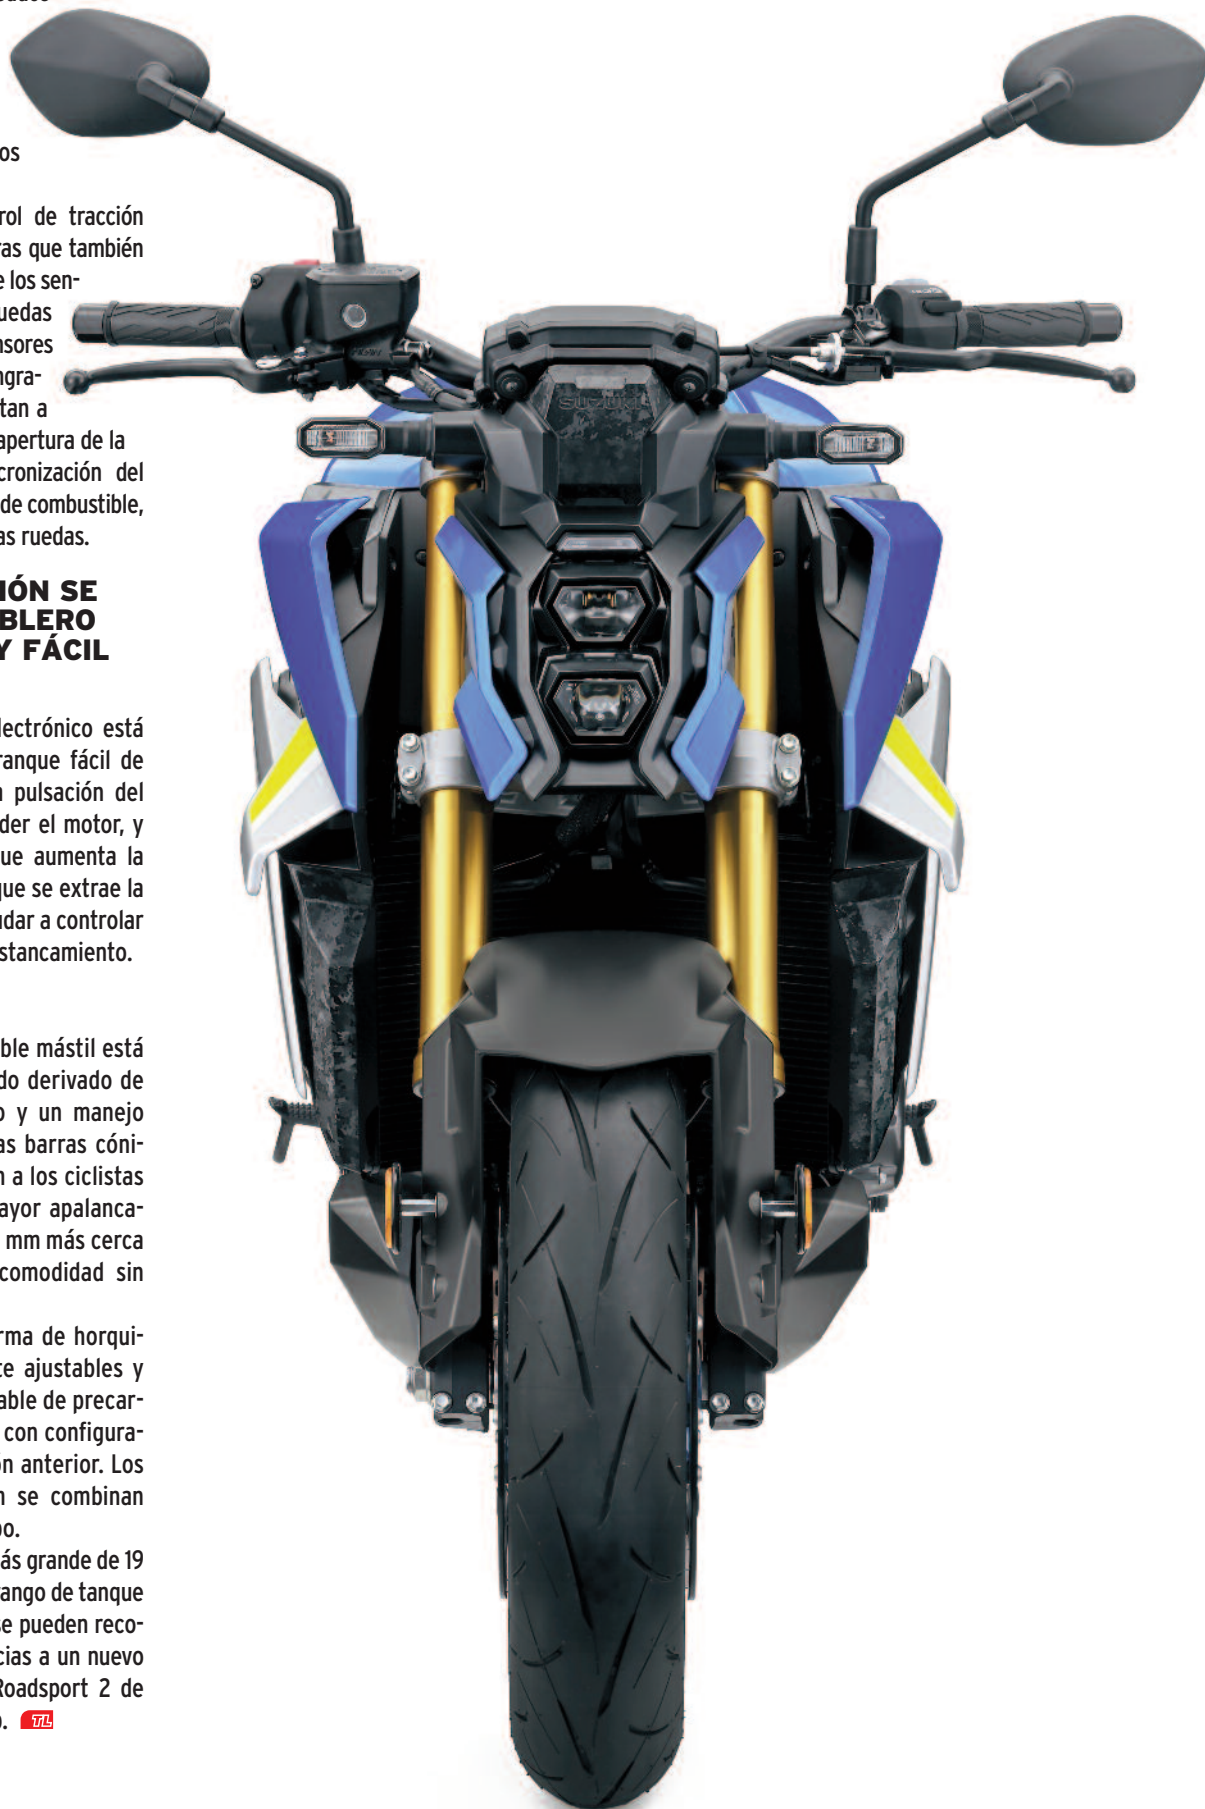 os
rol de tracción
ras que también
e los sen-
uedas
nsores
ngra-
tan a
apertura de la
cronización del
de combustible,
as ruedas.
IÓN SE
BLERO
Y FÁCIL
lectrónico está
ranque fácil de
a pulsación del
der el motor, y
ue aumenta la
que se extrae la
udar a controlar
stancamiento.
ble mástil está
do derivado de
o y un manejo
as barras cóni-
n a los ciclistas
ayor apalanca-
mm más cerca
comodidad sin
rma de horqui-
te ajustables y
able de precar-
con configura-
ón anterior. Los
n se combinan
po.
ás grande de 19
rango de tanque
se pueden reco-
cias a un nuevo
Roadsport 2 de
o. TL
SUZUKI